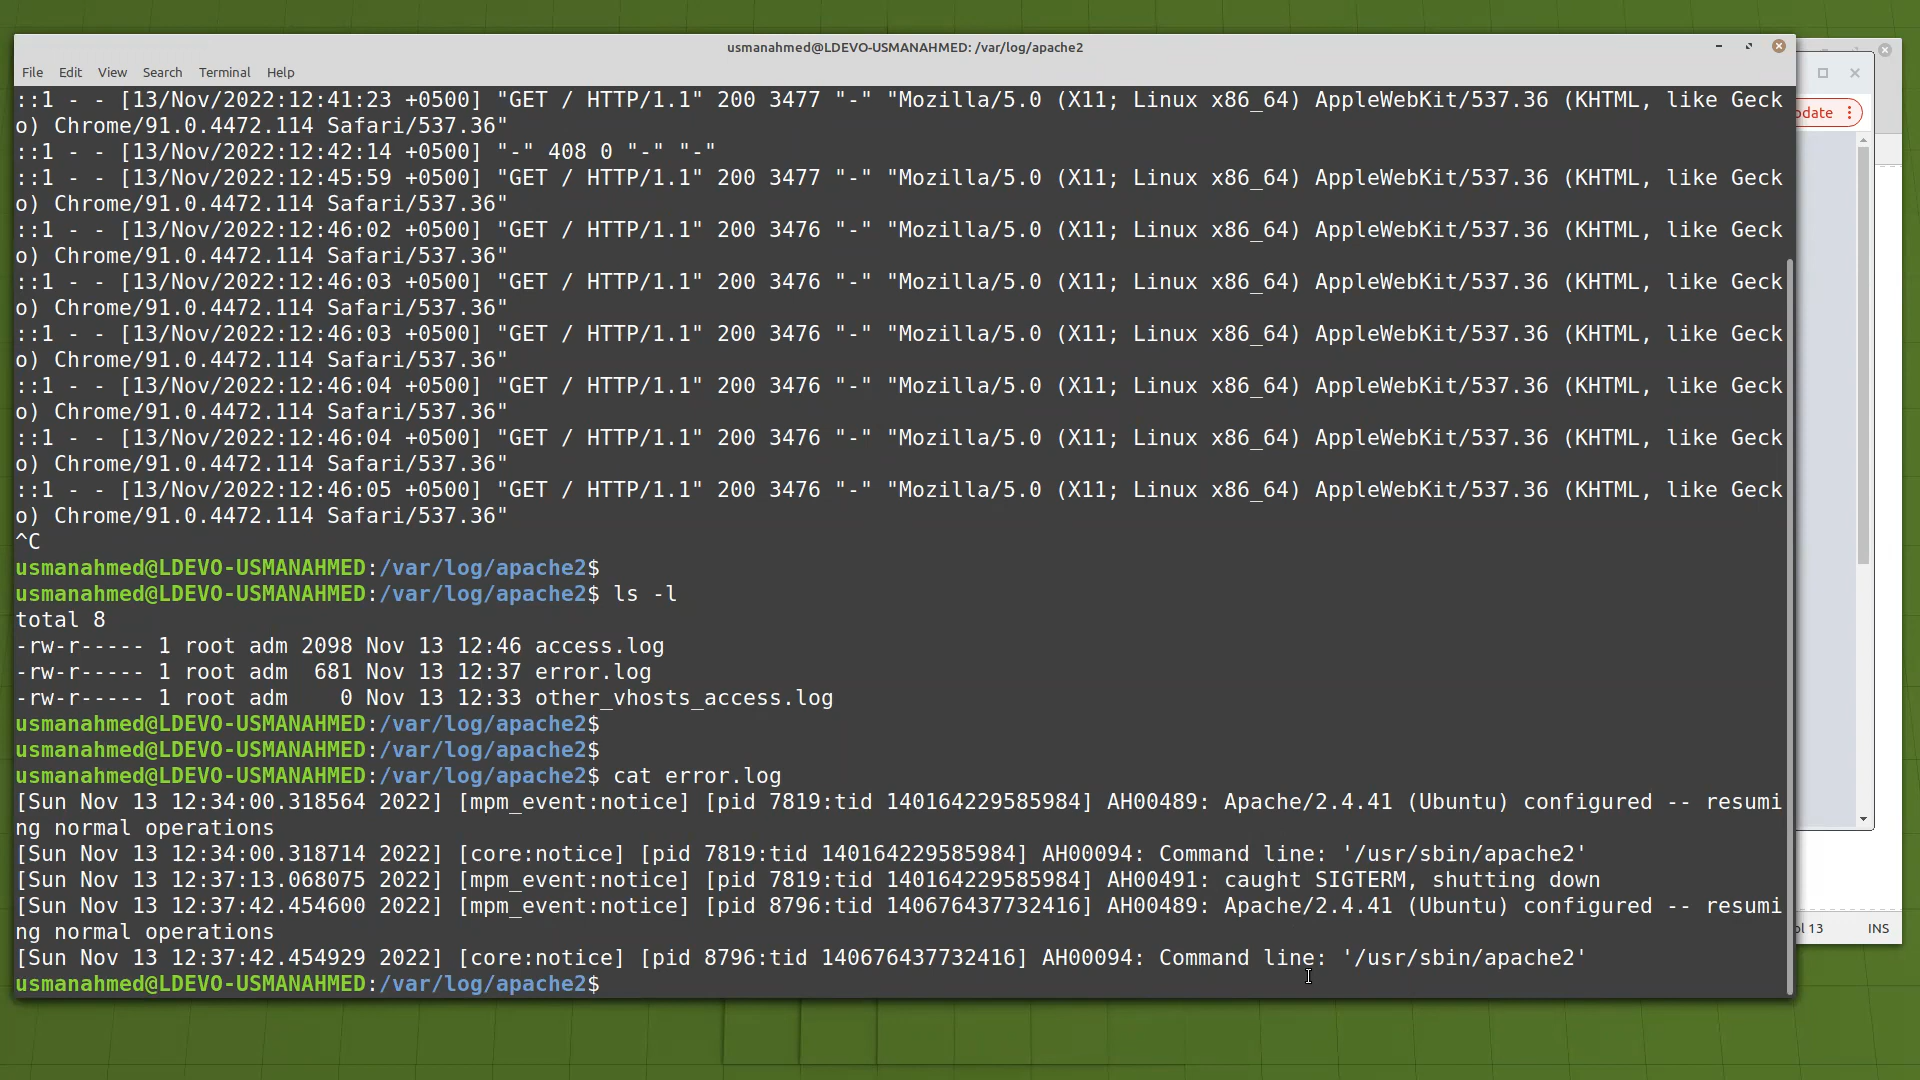 usmanahmed@LDEVO-USMANAHMED: /var/log/apache2
File Edit View Search Terminal Help
::1 - - [13/Nov/2022:12:41:23 +0500] "GET / HTTP/1.1" 200 3477 "-" "Mozilla/5.0 (X11; Linux x86_64) AppleWebKit/537.36 (KHTML, like Geck
o) Chrome/91.0.4472.114 Safari/537.36"
::1 - - [13/Nov/2022:12:42:14 +0500] "-" 408 0 "-" "-"
::1 - - [13/Nov/2022:12:45:59 +0500] "GET / HTTP/1.1" 200 3477 "-" "Mozilla/5.0 (X11; Linux x86_64) AppleWebKit/537.36 (KHTML, like Geck
o) Chrome/91.0.4472.114 Safari/537.36"
::1 - - [13/Nov/2022:12:46:02 +0500] "GET / HTTP/1.1" 200 3476 "-" "Mozilla/5.0 (X11; Linux x86_64) AppleWebKit/537.36 (KHTML, like Geck
o) Chrome/91.0.4472.114 Safari/537.36"
::1 - - [13/Nov/2022:12:46:03 +0500] "GET / HTTP/1.1" 200 3476 "-" "Mozilla/5.0 (X11; Linux x86_64) AppleWebKit/537.36 (KHTML, like Geck
o) Chrome/91.0.4472.114 Safari/537.36"
::1 - - [13/Nov/2022:12:46:03 +0500] "GET / HTTP/1.1" 200 3476 "-" "Mozilla/5.0 (X11; Linux x86_64) AppleWebKit/537.36 (KHTML, like Geck
o) Chrome/91.0.4472.114 Safari/537.36"
::1 - - [13/Nov/2022:12:46:04 +0500] "GET / HTTP/1.1" 200 3476 "-" "Mozilla/5.0 (X11; Linux x86_64) AppleWebKit/537.36 (KHTML, like Geck
o) Chrome/91.0.4472.114 Safari/537.36"
::1 - - [13/Nov/2022:12:46:04 +0500] "GET / HTTP/1.1" 200 3476 "-" "Mozilla/5.0 (X11; Linux x86_64) AppleWebKit/537.36 (KHTML, like Geck
o) Chrome/91.0.4472.114 Safari/537.36"
::1 - - [13/Nov/2022:12:46:05 +0500] "GET / HTTP/1.1" 200 3476 "-" "Mozilla/5.0 (X11; Linux x86_64) AppleWebKit/537.36 (KHTML, like Geck
o) Chrome/91.0.4472.114 Safari/537.36"
^C
usmanahmed@LDEVO-USMANAHMED:/var/log/apache2$
usmanahmed@LDEVO-USMANAHMED:/var/log/apache2$ ls -l
total 8
-rw-r----- 1 root adm 2098 Nov 13 12:46 access.log
-rw-r----- 1 root adm  681 Nov 13 12:37 error.log
-rw-r----- 1 root adm    0 Nov 13 12:33 other_vhosts_access.log
usmanahmed@LDEVO-USMANAHMED:/var/log/apache2$
usmanahmed@LDEVO-USMANAHMED:/var/log/apache2$
usmanahmed@LDEVO-USMANAHMED:/var/log/apache2$ cat error.log
[Sun Nov 13 12:34:00.318564 2022] [mpm_event:notice] [pid 7819:tid 140164229585984] AH00489: Apache/2.4.41 (Ubuntu) configured -- resumi
ng normal operations
[Sun Nov 13 12:34:00.318714 2022] [core:notice] [pid 7819:tid 140164229585984] AH00094: Command line: '/usr/sbin/apache2'
[Sun Nov 13 12:37:13.068075 2022] [mpm_event:notice] [pid 7819:tid 140164229585984] AH00491: caught SIGTERM, shutting down
[Sun Nov 13 12:37:42.454600 2022] [mpm_event:notice] [pid 8796:tid 140676437732416] AH00489: Apache/2.4.41 (Ubuntu) configured -- resumi
ng normal operations
[Sun Nov 13 12:37:42.454929 2022] [core:notice] [pid 8796:tid 140676437732416] AH00094: Command line: '/usr/sbin/apache2'
usmanahmed@LDEVO-USMANAHMED:/var/log/apache2$
pdate
ol 13 INS